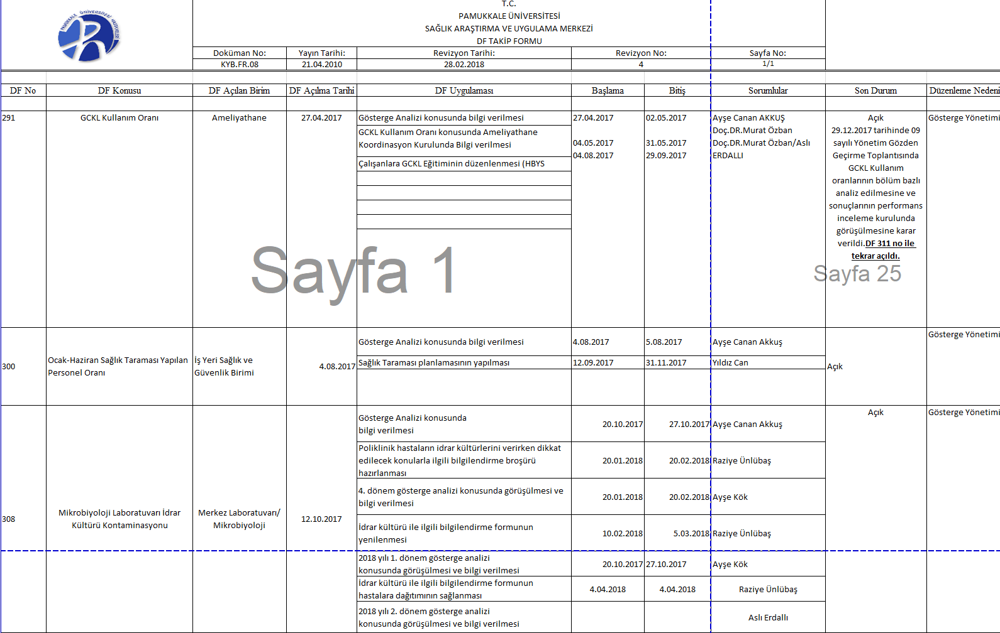 PAMUKKALE ÜNİVERSİTESİ HASTANELERİ
T.C.
PAMUKKALE ÜNİVERSİTESİ
SAĞLIK ARAŞTIRMA VE UYGULAMA MERKEZİ
DF TAKİP FORMU
Doküman No: Yayın Tarihi: Revizyon Tarihi: Revizyon No: Sayfa No:
KYB.FR.08 21.04.2010 28.02.2018 4 1/1
DF No DF Konusu DF Açılan Birim DF Açılma Tarihi DF Uygulaması Başlama Bitiş Sorumlular Son Durum Düzenleme Nedeni
291 GCKL Kullanım Oranı Ameliyathane 27.04.2017
Gösterge Analizi konusunda bilgi verilmesi
GCKL Kullanım Oranı konusunda Ameliyathane
Koordinasyon Kurulunda Bilgi verilmesi
Çalışanlara GCKL Eğitiminin düzenlenmesi (HBYS
27.04.2017
04.05.2017
04.08.2017
02.05.2017
31.05.2017
29.09.2017
Ayşe Canan AKKUŞ
Doç.DR.Murat Özban
Doç.DR.Murat Özban/Aslı
ERDALLI
Açık
29.12.2017 tarihinde 09
sayılı Yönetim Gözden
Geçirme Toplantısında
GCKL Kullanım
oranlarının bölüm bazlı
analiz edilmesine ve
sonuçlarının performans
inceleme kurulunda
görüşülmesine karar
verildi.DF 311 no ile
tekrar açıldı.
Gösterge Yönetimi
Sayfa 1
Sayfa 25
300
Ocak-Haziran Sağlık Taraması Yapılan
Personel Oranı
İş Yeri Sağlık ve
Güvenlik Birimi
4.08.2017
Gösterge Analizi konusunda bilgi verilmesi 4.08.2017 5.08.2017 Ayşe Canan Akkuş
Sağlık Taraması planlamasının yapılması 12.09.2017 31.11.2017 Yıldız Can
Açık
Gösterge Yönetimi
308
Mikrobiyoloji Laboratuvarı İdrar
Kültürü Kontaminasyonu
Merkez Laboratuvarı/
Mikrobiyoloji
12.10.2017
Gösterge Analizi konusunda
bilgi verilmesi
20.10.2017 27.10.2017 Ayşe Canan Akkuş
Poliklinik hastaların idrar kültürlerini verirken dikkat
edilecek konularla ilgili bilgilendirme broşürü
hazırlanması
20.01.2018 20.02.2018 Raziye Ünlübaş
4. dönem gösterge analizi konusunda görüşülmesi ve
bilgi verilmesi
20.01.2018 20.02.2018 Ayşe Kök
İdrar kültürü ile ilgili bilgilendirme formunun
yenilenmesi
10.02.2018 5.03.2018 Raziye Ünlübaş
2018 yılı 1. dönem gösterge analizi
konusunda görüşülmesi ve bilgi verilmesi
20.10.2017 27.10.2017 Ayşe Kök
İdrar kültürü ile ilgili bilgilendirme formunun
hastalara dağıtımının sağlanması
4.04.2018 4.04.2018 Raziye Ünlübaş
2018 yılı 2. dönem gösterge analizi
konusunda görüşülmesi ve bilgi verilmesi
Aslı Erdallı
Açık
Gösterge Yönetimi